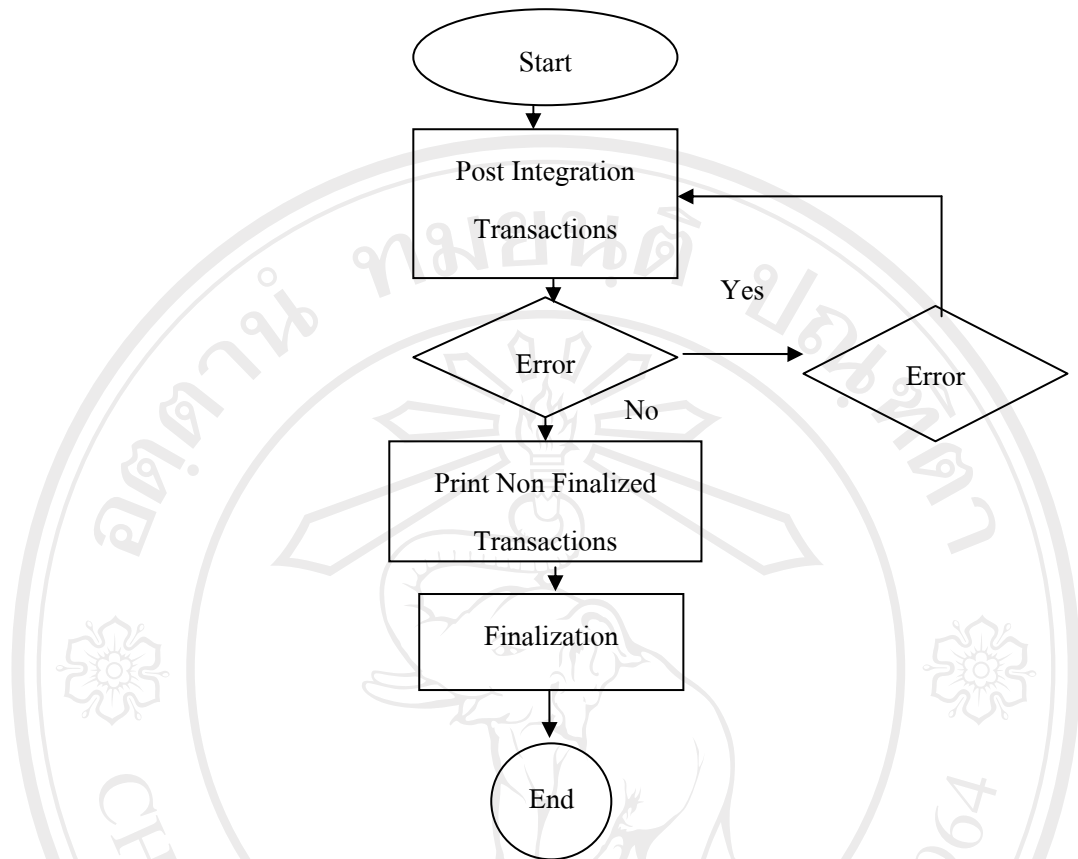 Start
Post Integration
Transactions
Yes
Error
Error
No
Print Non Finalized
Transactions
Finalization
End